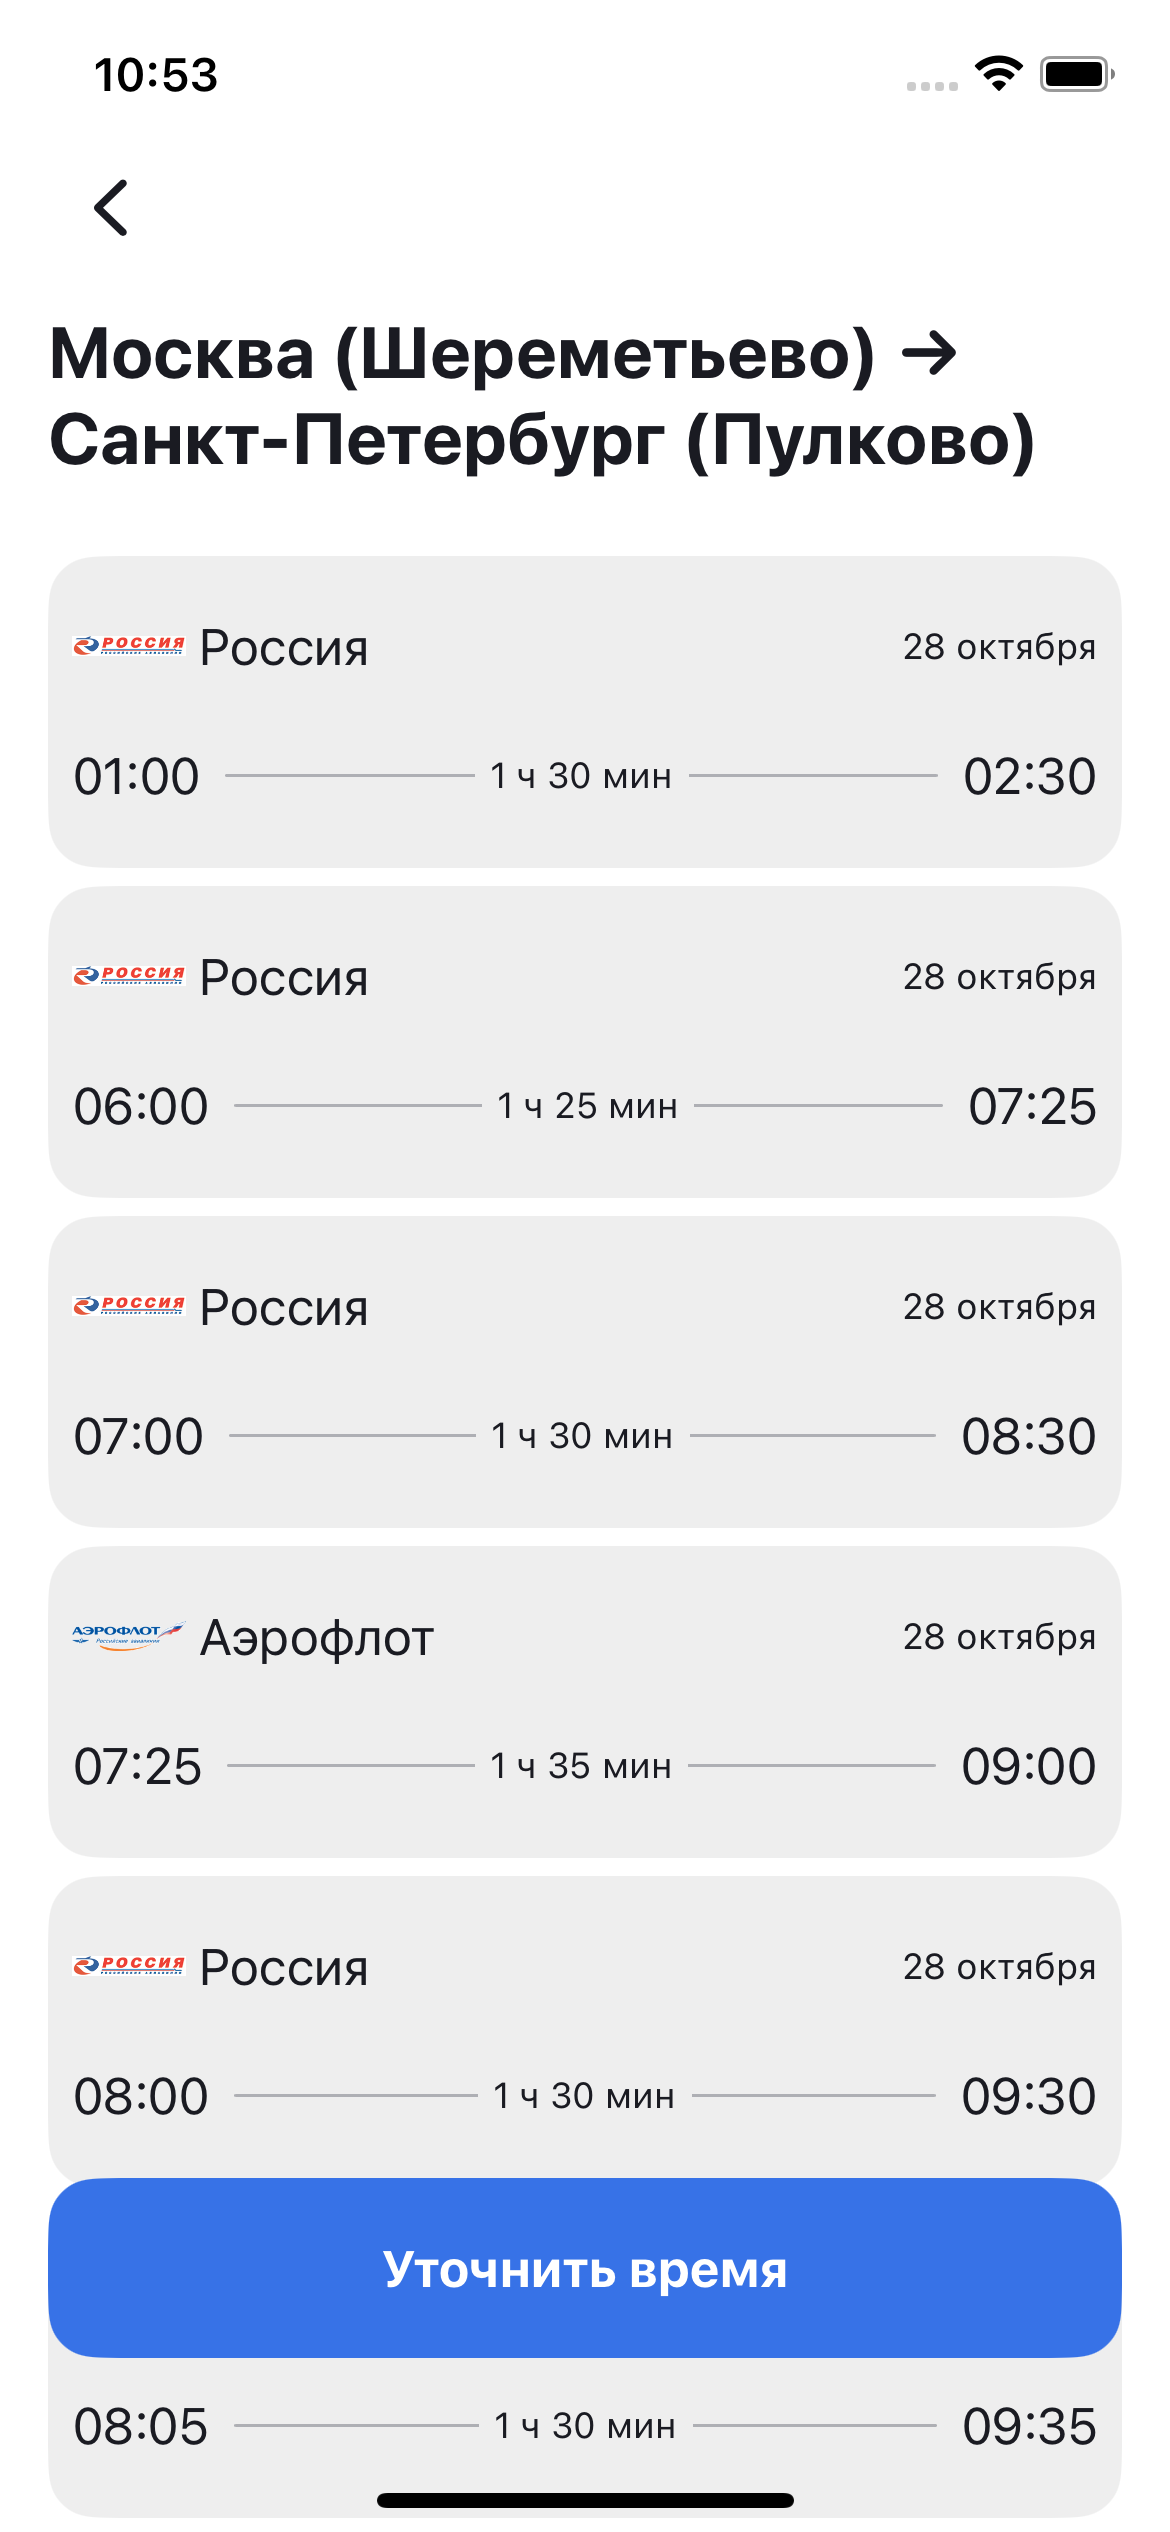 10:53
Москва (Шереметьево) →
Санкт-Петербург (Пулково)
РОССИЯ Россия 28 октября
01:00 1 ч 30 мин 02:30
РОССИЯ Россия 28 октября
06:00 1 ч 25 мин 07:25
РОССИЯ Россия 28 октября
07:00 1 ч 30 мин 08:30
АЭРОФЛОТ Аэрофлот 28 октября
Российские авиалинии
07:25 1 ч 35 мин 09:00
РОССИЯ Россия 28 октября
08:00 1 ч 30 мин 09:30
Уточнить время
08:05 1 ч 30 мин 09:35